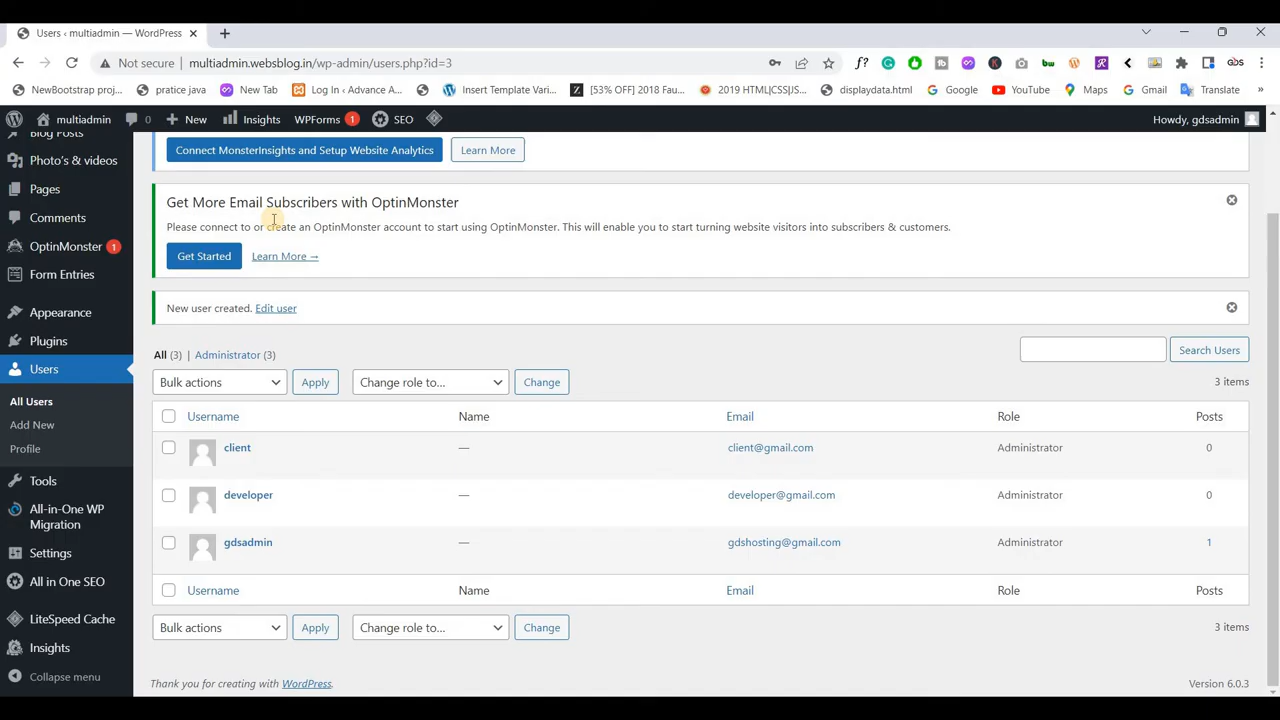 Users ‹ multiadmin — WordPress
Not secure multiadmin.websblog.in/wp-admin/users.php?id=3
NewBootstrap proj... pratice java New Tab Log In ‹ Advance A... Insert Template Vari... [53% OFF] 2018 Fau... 2019 HTML|CSS|JS... displaydata.html Google YouTube Maps Gmail Translate
multiadmin 0 New Insights WPForms 1 SEO Howdy, gdsadmin
Blog Posts
Photo's & videos
Pages
Comments
OptinMonster 1
Form Entries
Appearance
Plugins
Users
All Users
Add New
Profile
Tools
All-in-One WP
Migration
Settings
All in One SEO
LiteSpeed Cache
Insights
Collapse menu
Connect MonsterInsights and Setup Website Analytics Learn More
Get More Email Subscribers with OptinMonster
Please connect to or create an OptinMonster account to start using OptinMonster. This will enable you to start turning website visitors into subscribers & customers.
Get Started Learn More →
New user created. Edit user
All (3) | Administrator (3) Search Users
Bulk actions Apply Change role to... Change 3 items
Username Name Email Role Posts
client — client@gmail.com Administrator 0
developer — developer@gmail.com Administrator 0
gdsadmin — gdshosting@gmail.com Administrator 1
Username Name Email Role Posts
Bulk actions Apply Change role to... Change 3 items
Thank you for creating with WordPress. Version 6.0.3